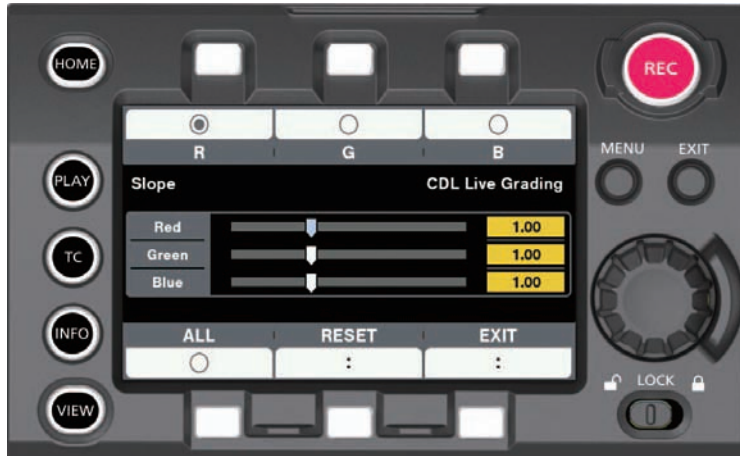 HOME
REC
R G B
MENU EXIT
PLAY
Slope CDL Live Grading
Red 1.00
TC
Green 1.00
Blue 1.00
INFO
ALL RESET EXIT
: :
LOCK
VIEW